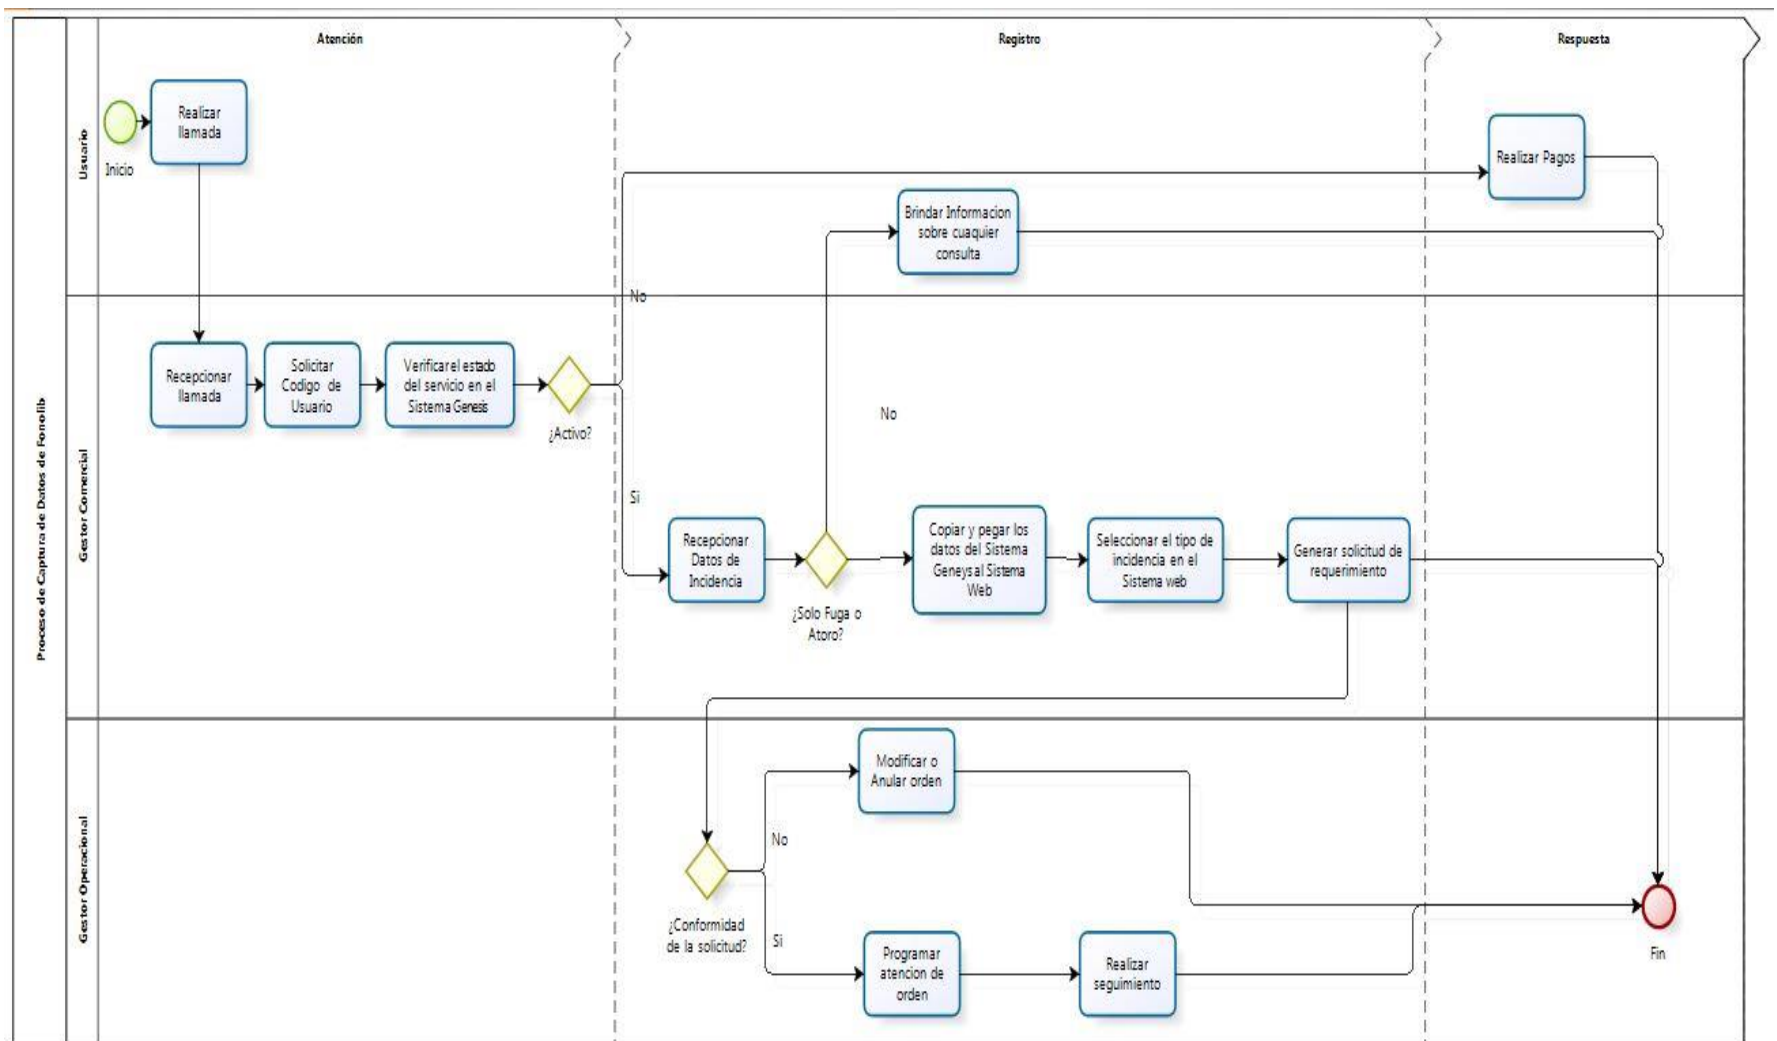 Atención
Registro
Respuesta
Proceso de Captura de Datos de Fonolib
Usuario
Inicio
Realizar
llamada
Realizar Pagos
Brindar Informacion
sobre cuaquier
consulta
No
Gestor Comercial
Recepcionar
llamada
Solicitar
Codigo de
Usuario
Verificar el estado
del servicio en el
Sistema Genesis
¿Activo?
No
Si
Recepcionar
Datos de
Incidencia
¿Solo Fuga o
Atoro?
Copiar y pegar los
datos del Sistema
Geneys al Sistema
Web
Seleccionar el tipo de
incidencia en el
Sistema web
Generar solicitud de
requerimiento
Gestor Operacional
Modificar o
Anular orden
No
¿Conformidad
de la solicitud?
Si
Programar
atencion de
orden
Realizar
seguimiento
Fin